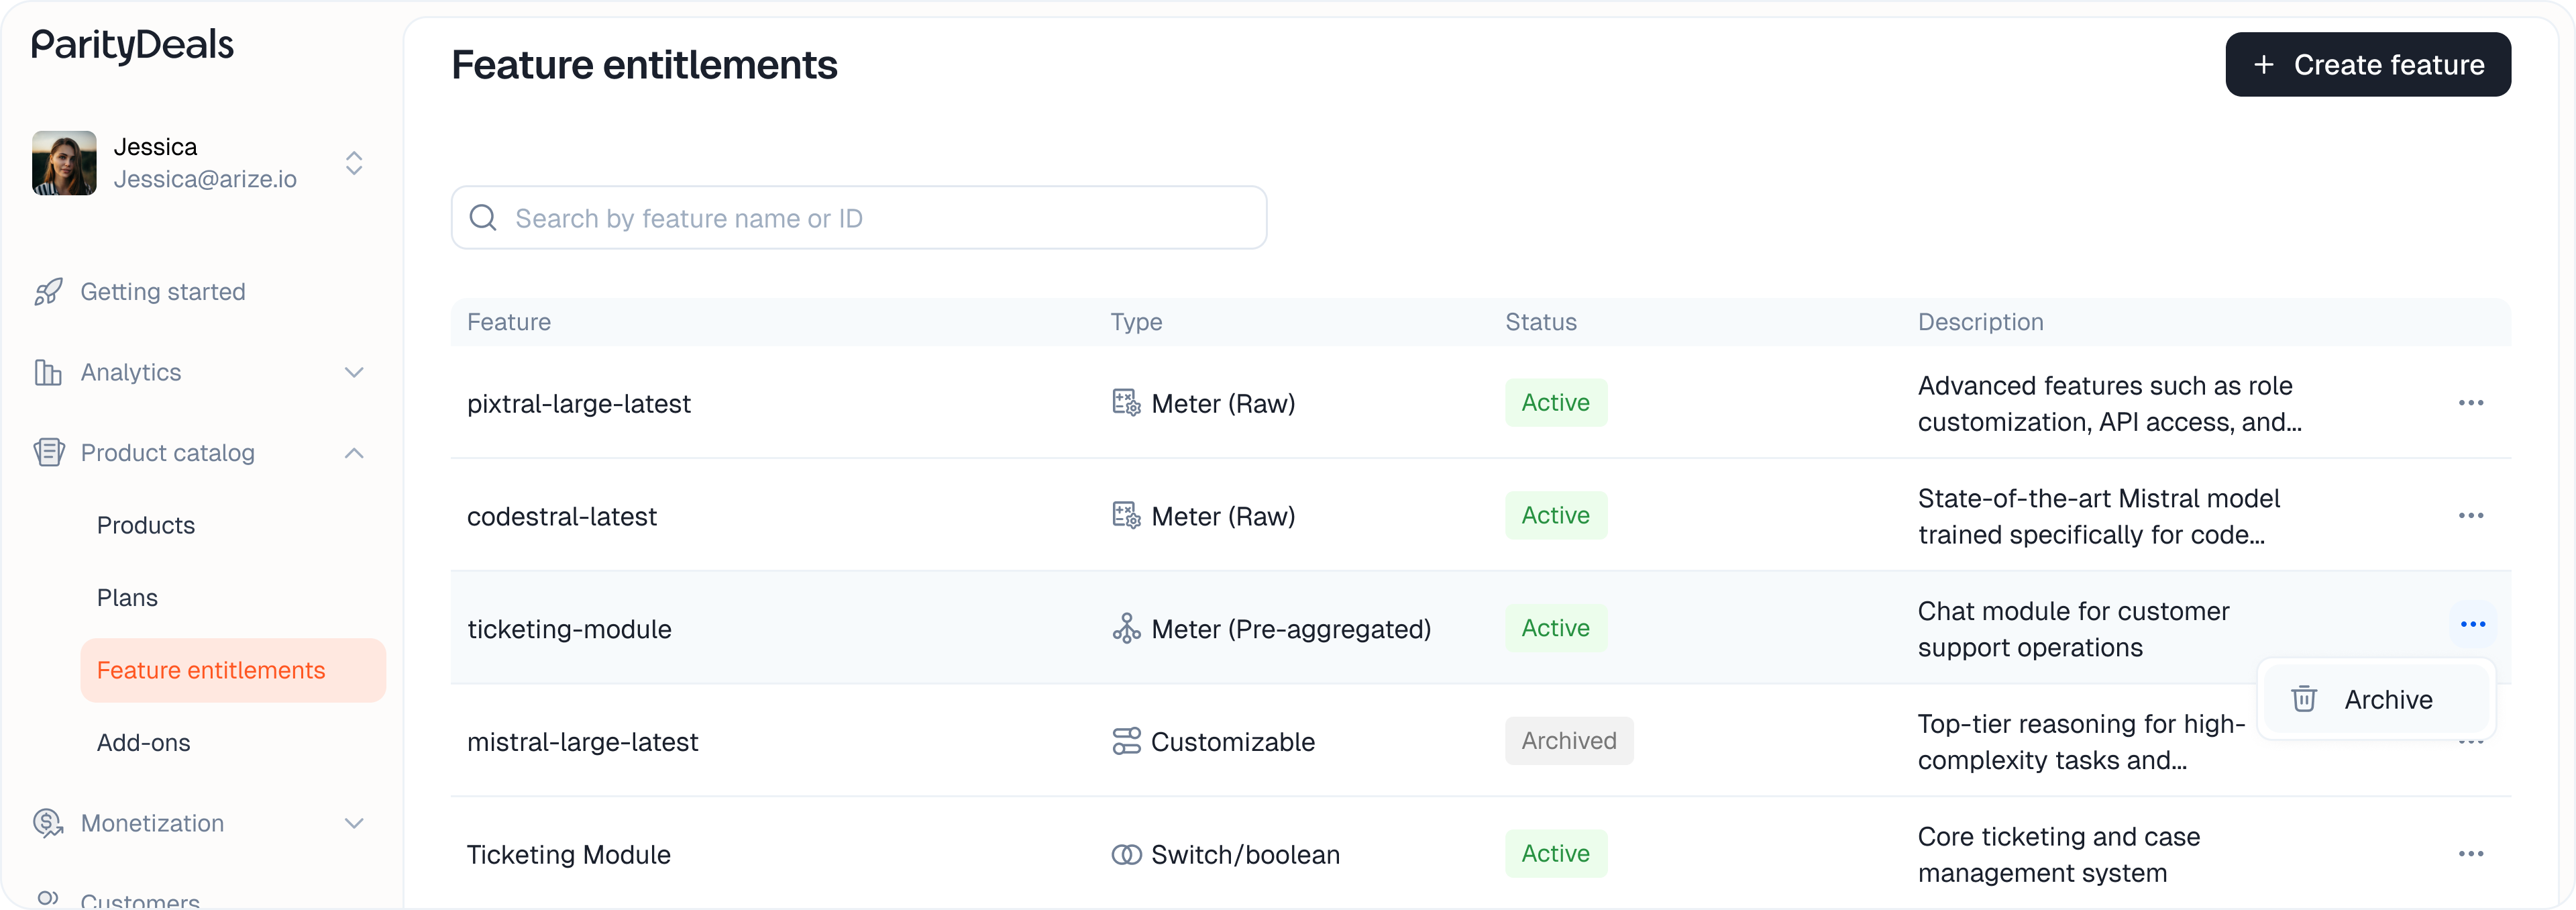 ParityDeals
Jessica
Jessica@arize.io
Getting started
Analytics
Product catalog
Products
Plans
Feature entitlements
Add-ons
Monetization
Customers
Feature entitlements
+ Create feature
Search by feature name or ID
Feature Type Status Description
pixtral-large-latest Meter (Raw) Active Advanced features such as role
customization, API access, and...
codestral-latest Meter (Raw) Active State-of-the-art Mistral model
trained specifically for code...
ticketing-module Meter (Pre-aggregated) Active Chat module for customer
support operations
Archive
mistral-large-latest Customizable Archived Top-tier reasoning for high-
complexity tasks and...
Ticketing Module Switch/boolean Active Core ticketing and case
management system